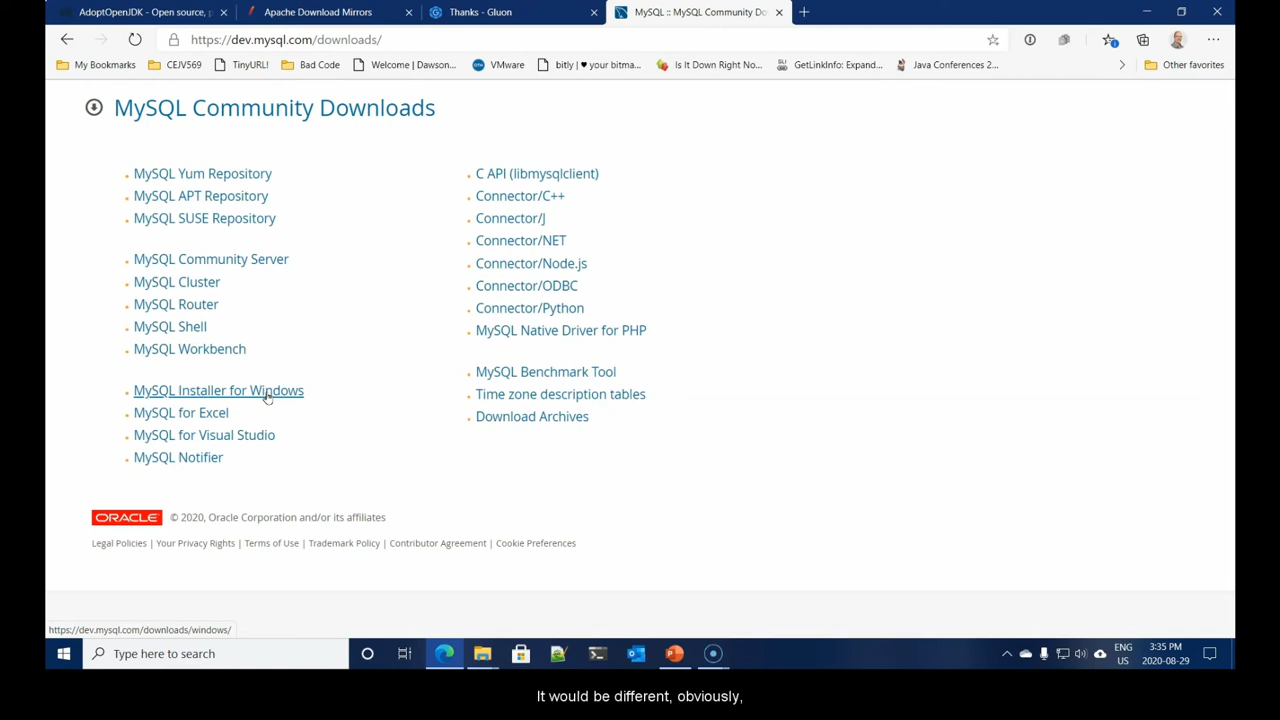 AdoptOpenJDK - Open source, p
Apache Download Mirrors
Thanks - Gluon
MySQL :: MySQL Community Do
https://dev.mysql.com/downloads/
My Bookmarks
CEJV569
TinyURL!
Bad Code
Welcome | Dawson...
VMware
bitly | ♥ your bitma...
Is It Down Right No...
GetLinkInfo: Expand...
Java Conferences 2...
Other favorites
MySQL Community Downloads
MySQL Yum Repository
MySQL APT Repository
MySQL SUSE Repository
MySQL Community Server
MySQL Cluster
MySQL Router
MySQL Shell
MySQL Workbench
MySQL Installer for Windows
MySQL for Excel
MySQL for Visual Studio
MySQL Notifier
C API (libmysqlclient)
Connector/C++
Connector/J
Connector/NET
Connector/Node.js
Connector/ODBC
Connector/Python
MySQL Native Driver for PHP
MySQL Benchmark Tool
Time zone description tables
Download Archives
ORACLE © 2020, Oracle Corporation and/or its affiliates
Legal Policies | Your Privacy Rights | Terms of Use | Trademark Policy | Contributor Agreement | Cookie Preferences
https://dev.mysql.com/downloads/windows/
Type here to search
ENG
US
3:35 PM
2020-08-29
It would be different, obviously,